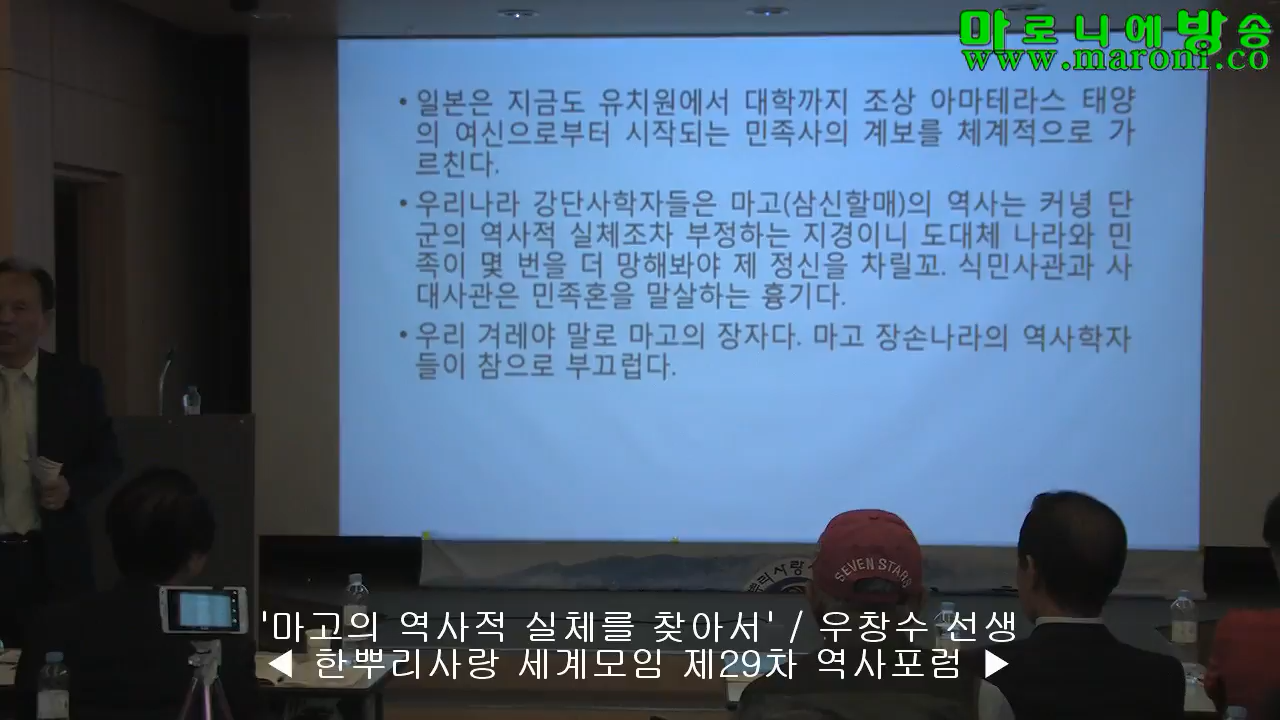 마로니에방송
www.maroni.co
• 일본은 지금도 유치원에서 대학까지 조상 아마테라스 태양
의 여신으로부터 시작되는 민족사의 계보를 체계적으로 가
르친다.
• 우리나라 강단사학자들은 마고(삼신할매)의 역사는 커녕 단
군의 역사적 실체조차 부정하는 지경이니 도대체 나라와 민
족이 몇 번을 더 망해봐야 제 정신을 차릴꼬. 식민사관과 사
대사관은 민족혼을 말살하는 흉기다.
• 우리 겨레야 말로 마고의 장자다. 마고 장손나라의 역사학자
들이 참으로 부끄럽다.
뿌리사랑
SEVEN STARS
'마고의 역사적 실체를 찾아서' / 우창수 선생
◀ 한뿌리사랑 세계모임 제29차 역사포럼 ▶